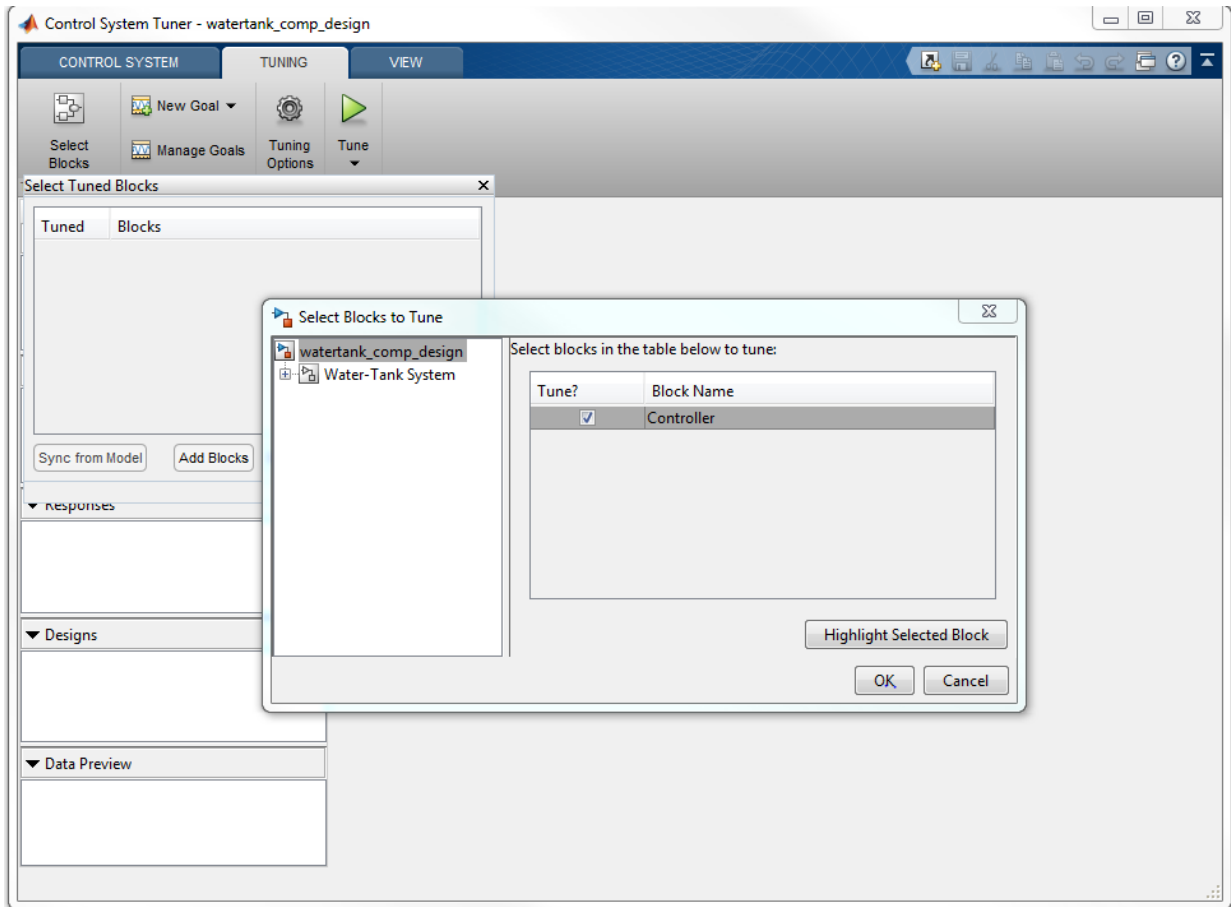 Control System Tuner - watertank_comp_design
CONTROL SYSTEM TUNING VIEW
New Goal
Select Blocks
Manage Goals
Tuning Options
Tune
Select Tuned Blocks
Tuned Blocks
Sync from Model Add Blocks
Select Blocks to Tune
watertank_comp_design
Water-Tank System
Select blocks in the table below to tune:
Tune? Block Name
Controller
Highlight Selected Block
OK Cancel
Responses
Designs
Data Preview